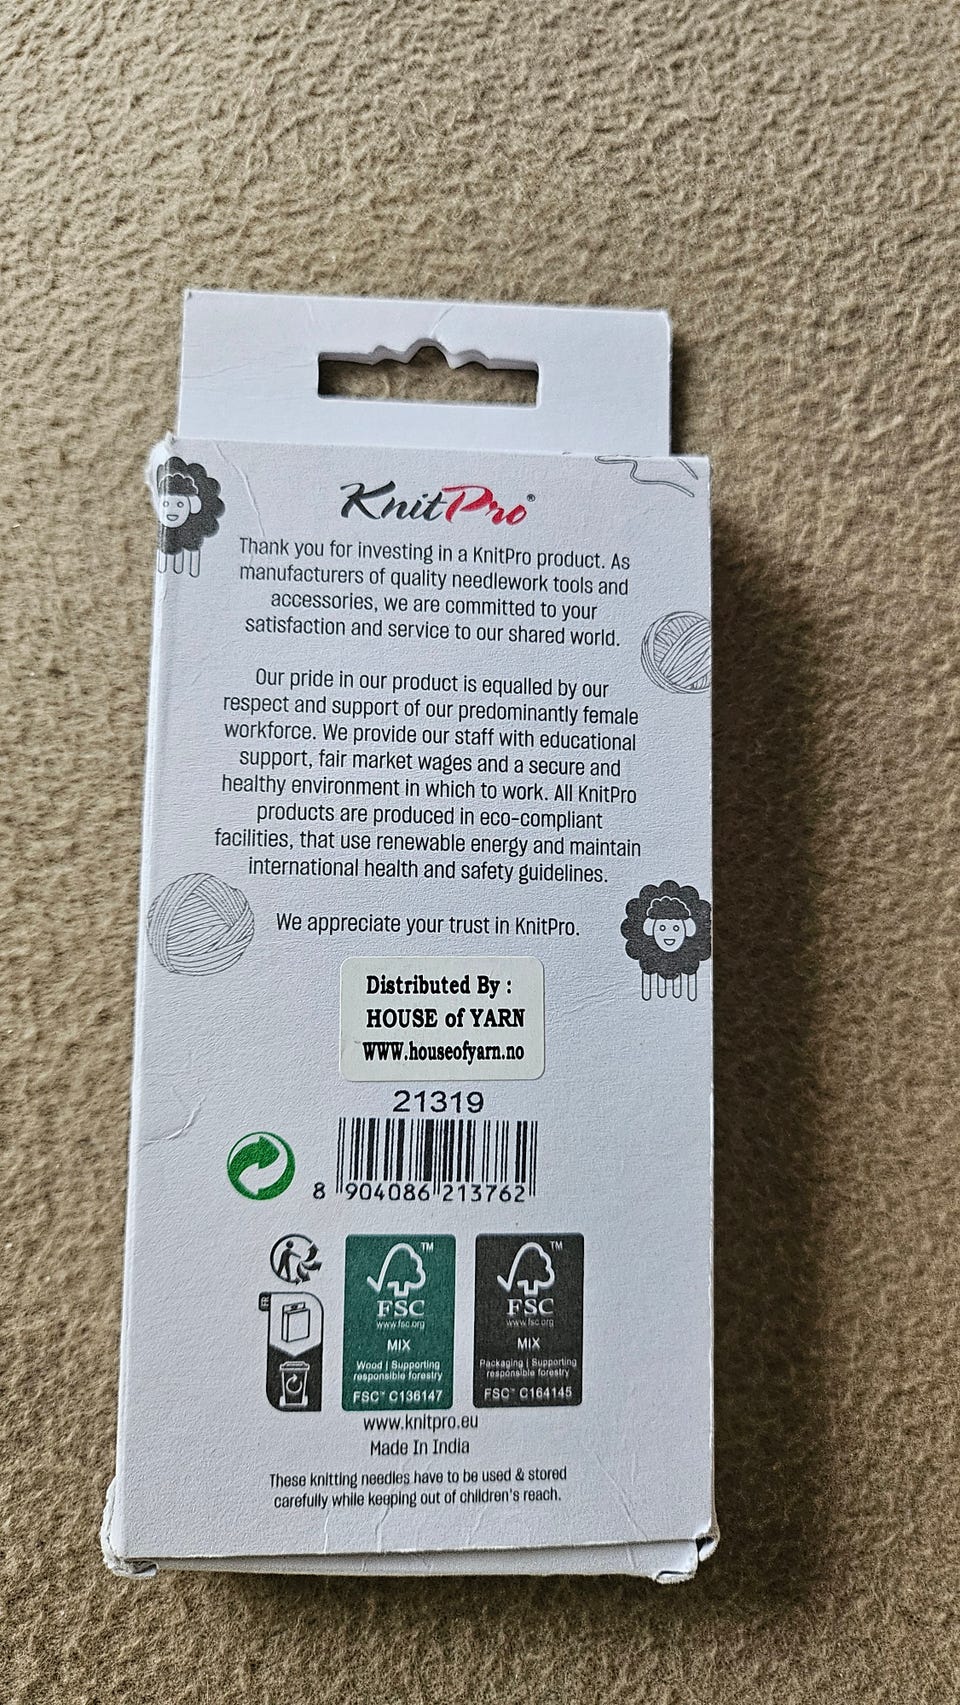 KnitPro®
Thank you for investing in a KnitPro product. As
manufacturers of quality needlework tools and
accessories, we are committed to your
satisfaction and service to our shared world.
Our pride in our product is equalled by our
respect and support of our predominantly female
workforce. We provide our staff with educational
support, fair market wages and a secure and
healthy environment in which to work. All KnitPro
products are produced in eco-compliant
facilities, that use renewable energy and maintain
international health and safety guidelines.
We appreciate your trust in KnitPro.
Distributed By :
HOUSE of YARN
WWW.houseofyarn.no
21319
8 904086 213762
FR
FSC™
www.fsc.org
MIX
Wood | Supporting
responsible forestry
FSC™ C136147
FSC™
www.fsc.org
MIX
Packaging | Supporting
responsible forestry
FSC™ C164145
www.knitpro.eu
Made In India
These knitting needles have to be used & stored
carefully while keeping out of children's reach.